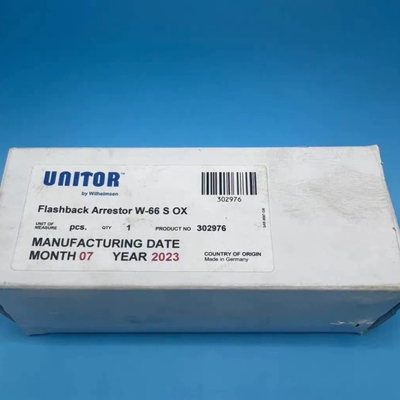 UNITOR™
by Wilhelmsen
302976
Flashback Arrestor W-66 S OX
UNIT OF MEASURE pcs. QTY 1 PRODUCT NO 302976
MANUFACTURING DATE
MONTH 07 YEAR 2023
COUNTRY OF ORIGIN
Made in Germany